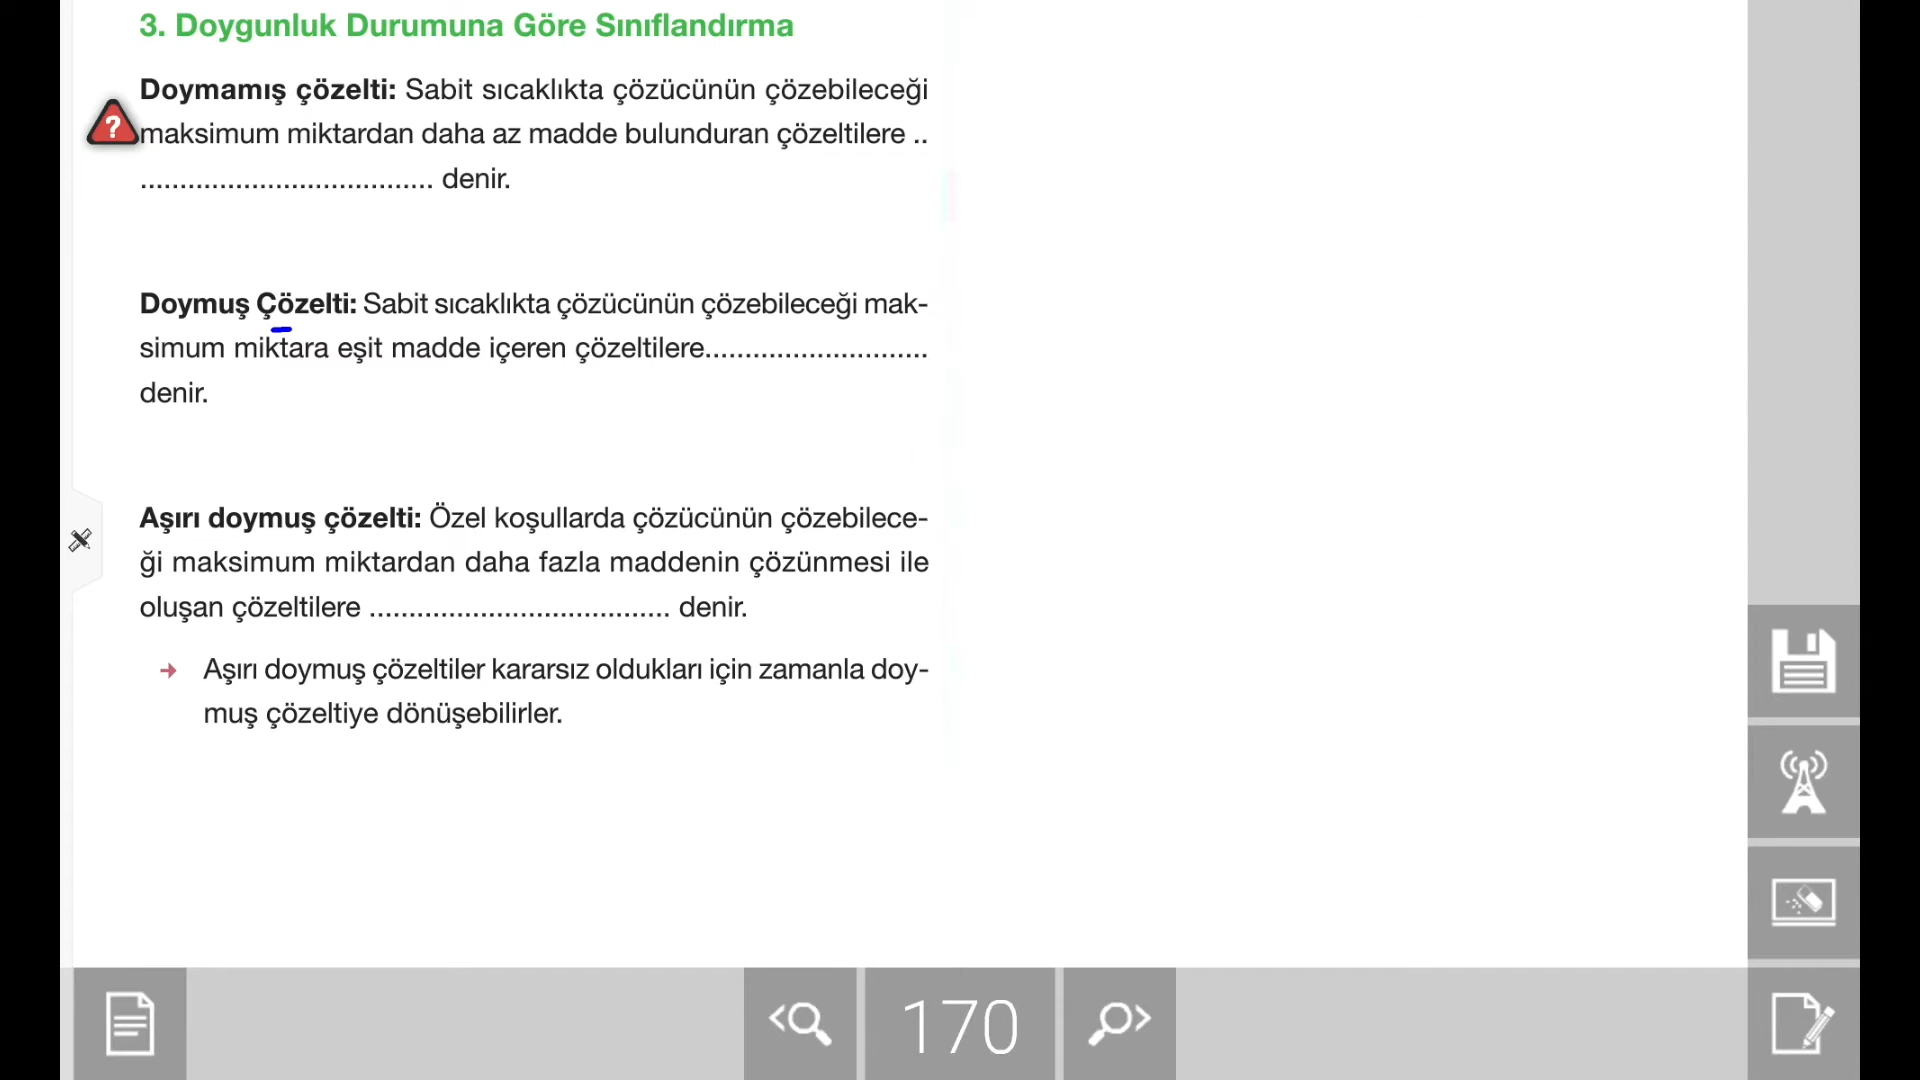 3. Doygunluk Durumuna Göre Sınıflandırma
Doymamış çözelti: Sabit sıcaklıkta çözücünün çözebileceği
maksimum miktardan daha az madde bulunduran çözeltilere ..
..................................... denir.
Doymuş Çözelti: Sabit sıcaklıkta çözücünün çözebileceği mak-
simum miktara eşit madde içeren çözeltilere............................
denir.
Aşırı doymuş çözelti: Özel koşullarda çözücünün çözebilece-
ği maksimum miktardan daha fazla maddenin çözünmesi ile
oluşan çözeltilere ...................................... denir.
→ Aşırı doymuş çözeltiler kararsız oldukları için zamanla doy-
muş çözeltiye dönüşebilirler.
170